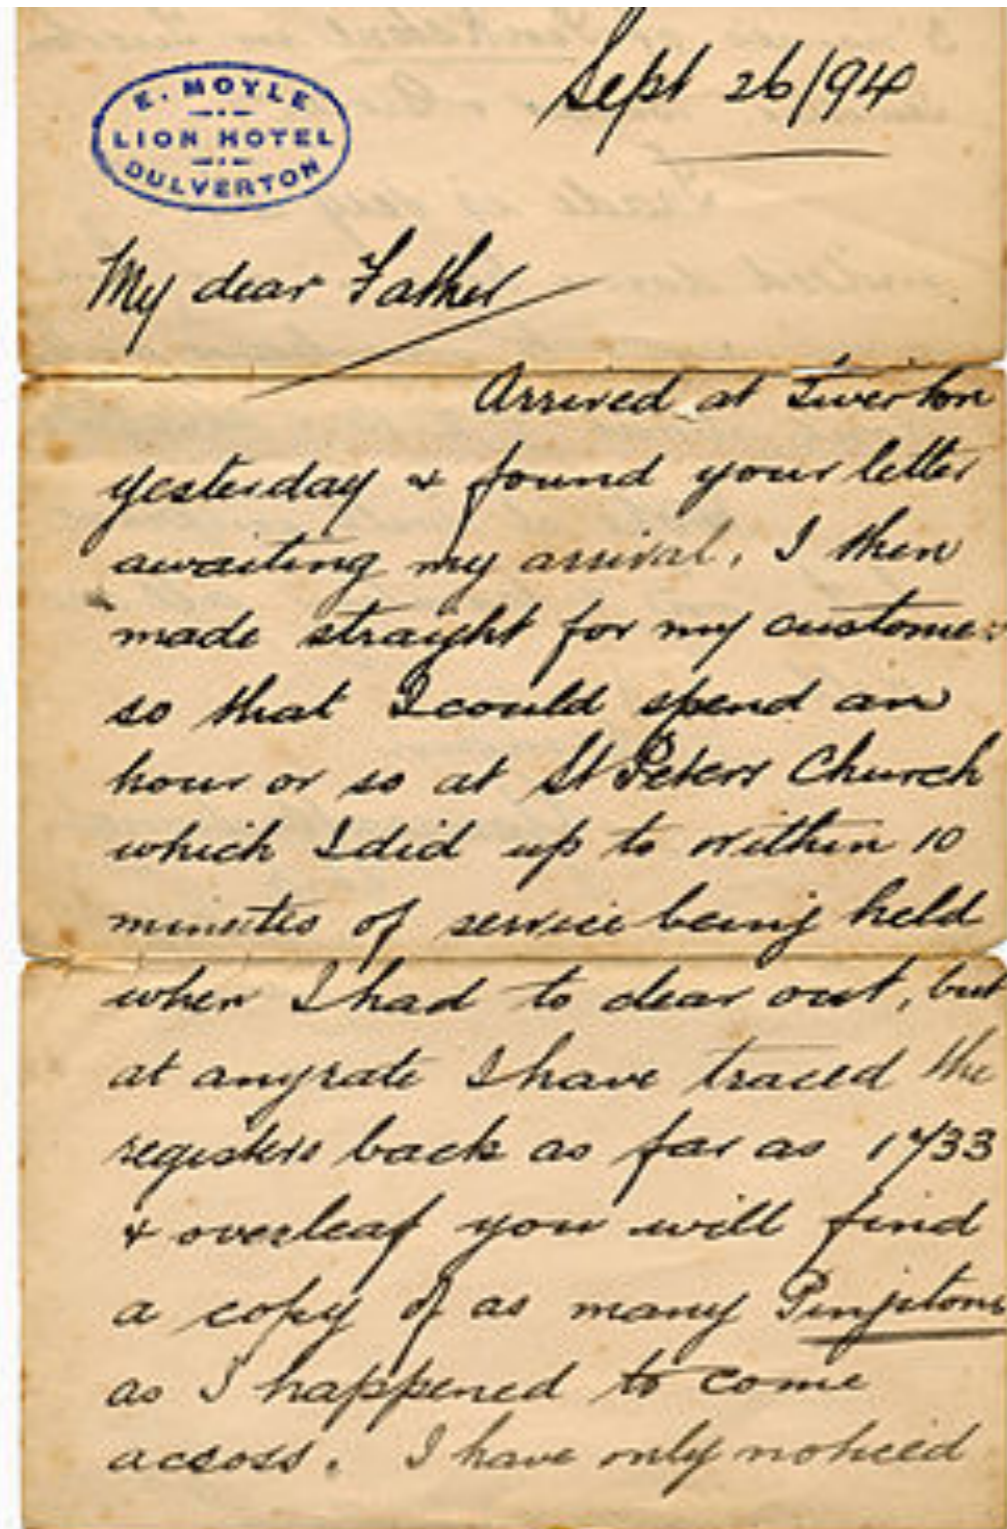 E. MOYLE
LION HOTEL
DULVERTON
Sept 26/94
My dear Father
Arrived at Tiverton
yesterday & found your letter
awaiting my arrival. I then
made straight for my customer
so that I could spend an
hour or so at St Peters Church
which I did up to within 10
minutes of service being held
when I had to clear out, but
at anyrate I have traced the
registers back as far as 1733
& overleaf you will find
a copy of as many
as I happened to come
across. I have only noticed